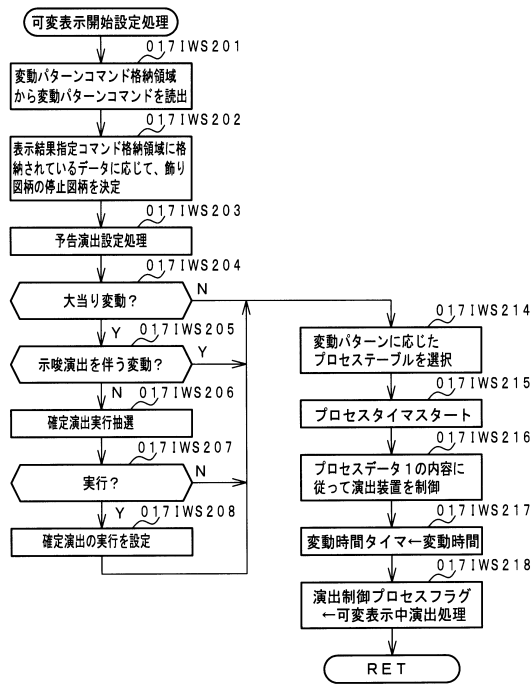 可変表示開始設定処理
017IWS201
変動パターンコマンド格納領域
から変動パターンコマンドを読出
017IWS202
表示結果指定コマンド格納領域に格
納されているデータに応じて、飾り
図柄の停止図柄を決定
017IWS203
予告演出設定処理
017IWS204
大当り変動？
N
Y
017IWS205
示唆演出を伴う変動？
Y
N
017IWS206
確定演出実行抽選
017IWS207
実行？
N
Y
017IWS208
確定演出の実行を設定
017IWS214
変動パターンに応じた
プロセステーブルを選択
017IWS215
プロセスタイマスタート
017IWS216
プロセスデータ１の内容に
従って演出装置を制御
017IWS217
変動時間タイマ←変動時間
017IWS218
演出制御プロセスフラグ
←可変表示中演出処理
RET